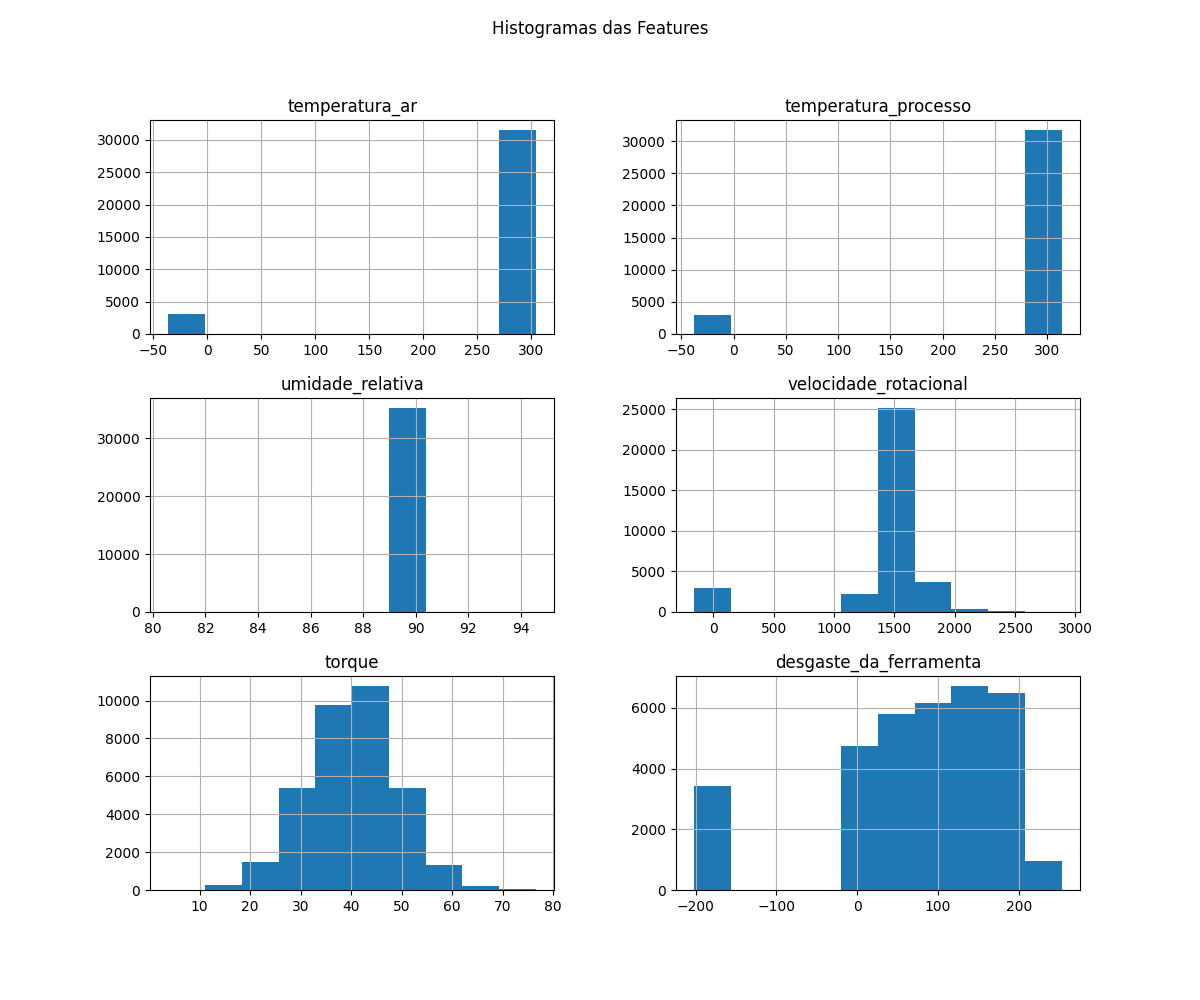 Histogramas das Features
temperatura_ar
30000
25000
20000
15000
10000
5000
0
−50 0 50 100 150 200 250 300
temperatura_processo
30000
25000
20000
15000
10000
5000
0
−50 0 50 100 150 200 250 300
umidade_relativa
30000
20000
10000
0
80 82 84 86 88 90 92 94
velocidade_rotacional
25000
20000
15000
10000
5000
0
0 500 1000 1500 2000 2500 3000
torque
10000
8000
6000
4000
2000
0
10 20 30 40 50 60 70 80
desgaste_da_ferramenta
6000
4000
2000
0
−200 −100 0 100 200